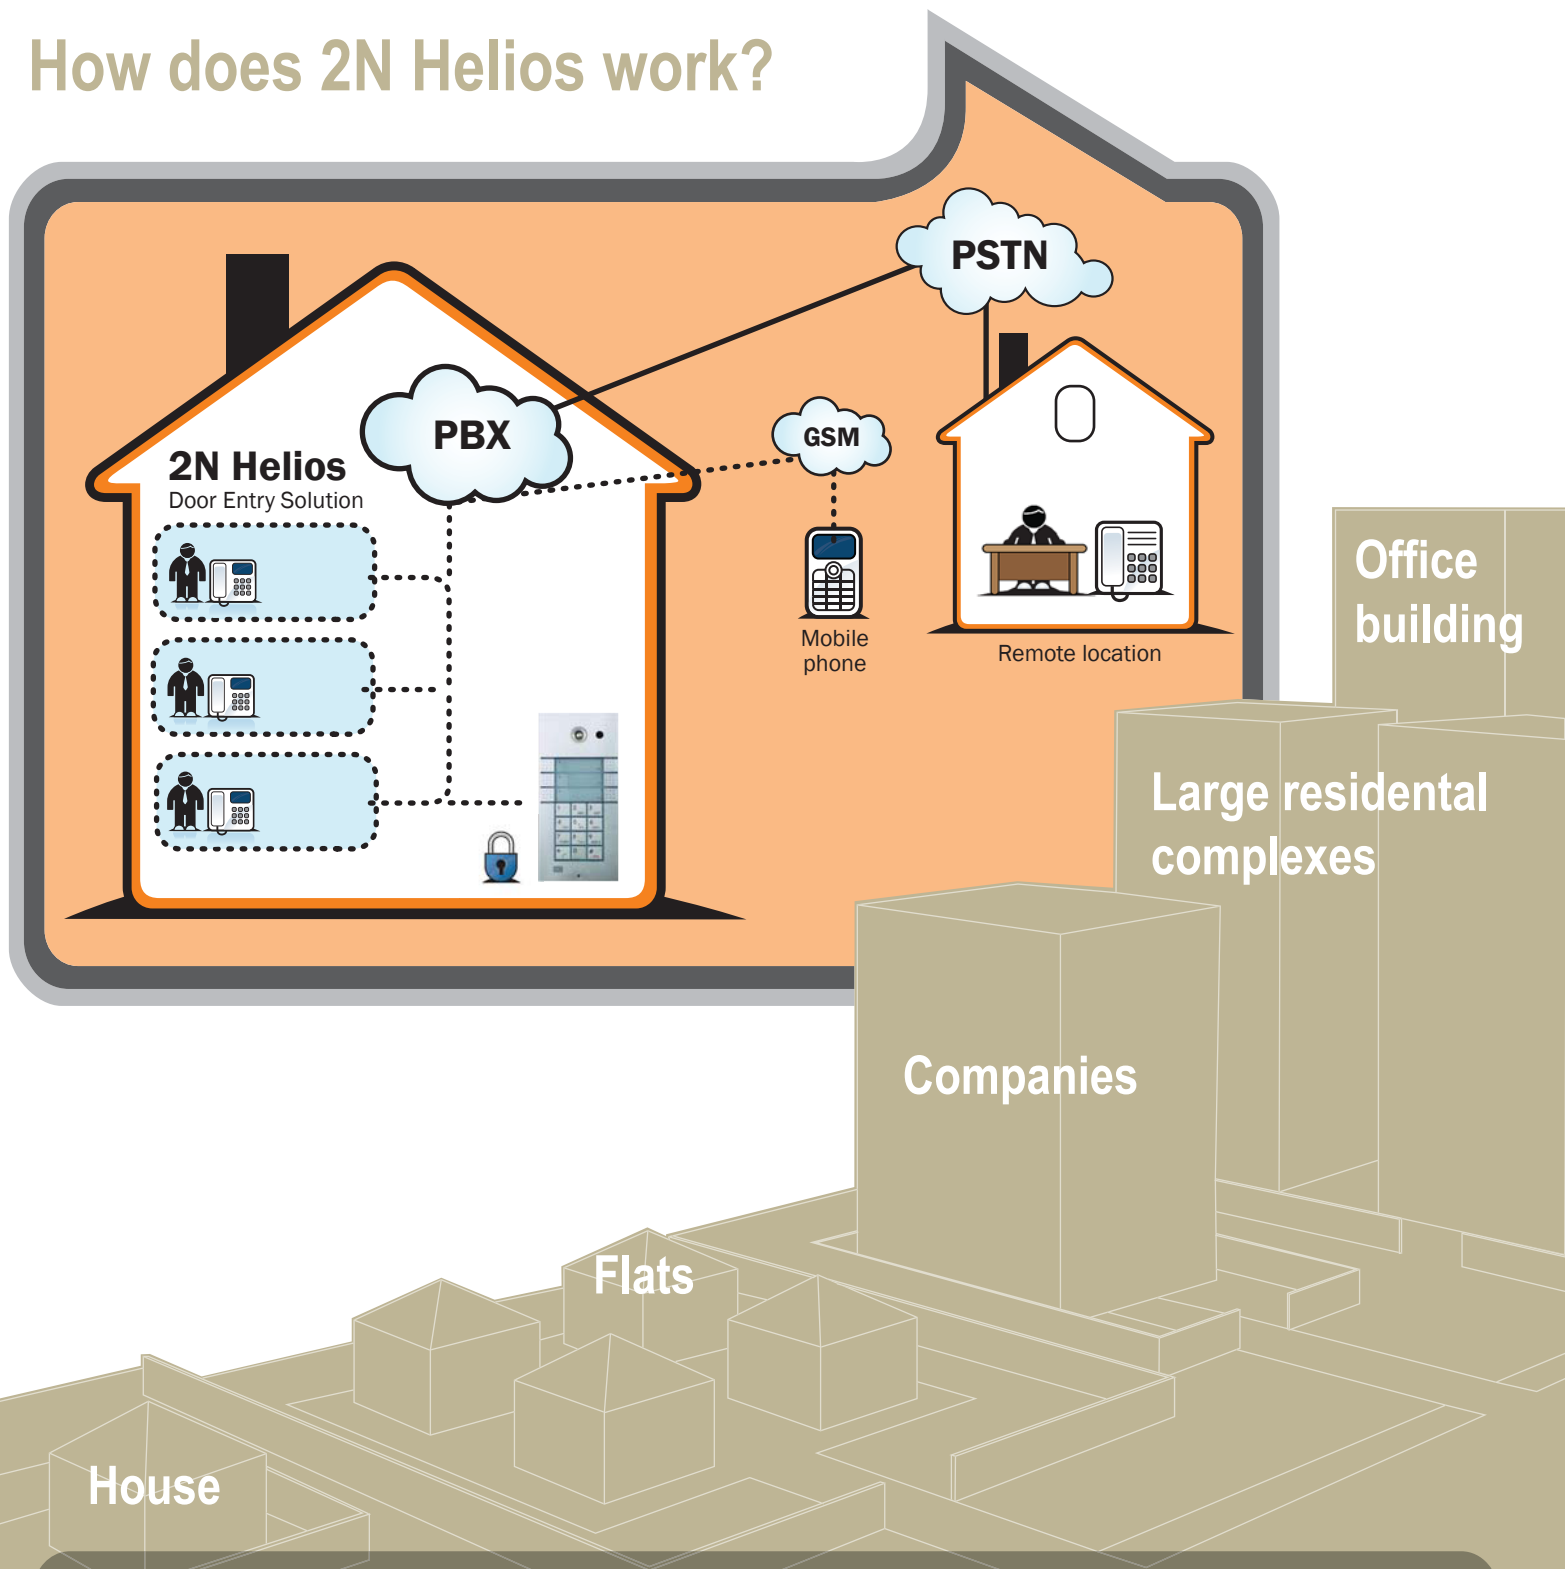 How does 2N Helios work?
PSTN
PBX
GSM
2N Helios
Door Entry Solution
Mobile
phone
Remote location
Office
building
Large residental
complexes
Companies
Flats
House